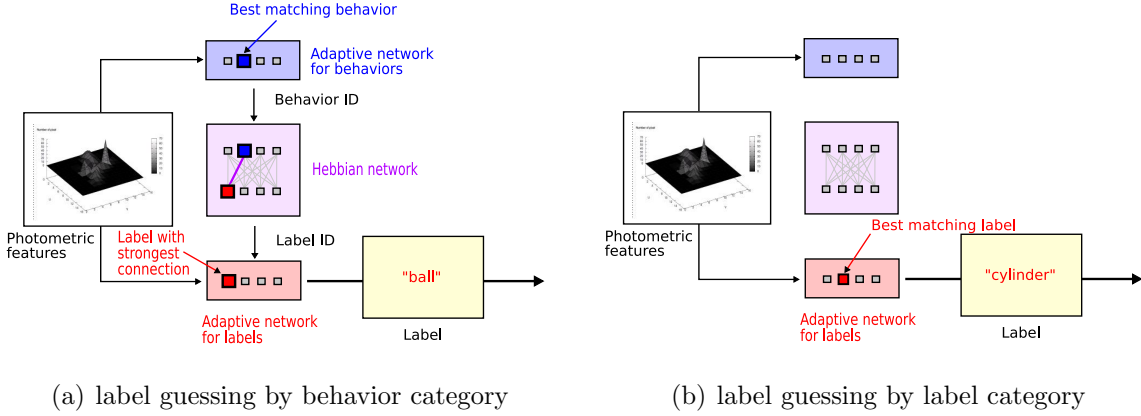 Best matching behavior
Adaptive network
for behaviors
Behavior ID
Hebbian network
Photometric
features
Label with
strongest
connection
Label ID
"ball"
Label
Adaptive network
for labels
(a) label guessing by behavior category
Best matching label
"cylinder"
Label
Adaptive network
for labels
(b) label guessing by label category
Photometric
features